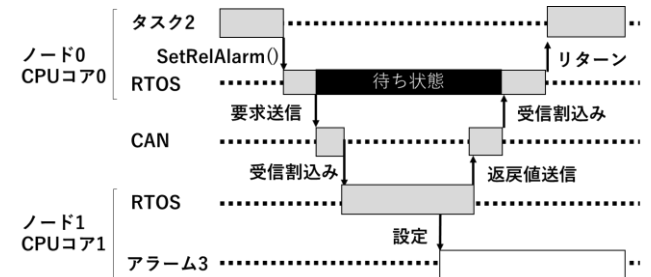 タスク2
SetRelAlarm()
リターン
ノード0
CPUコア0
RTOS
待ち状態
要求送信
受信割込み
CAN
受信割込み
返戻値送信
RTOS
ノード1
CPUコア1
設定
アラーム3